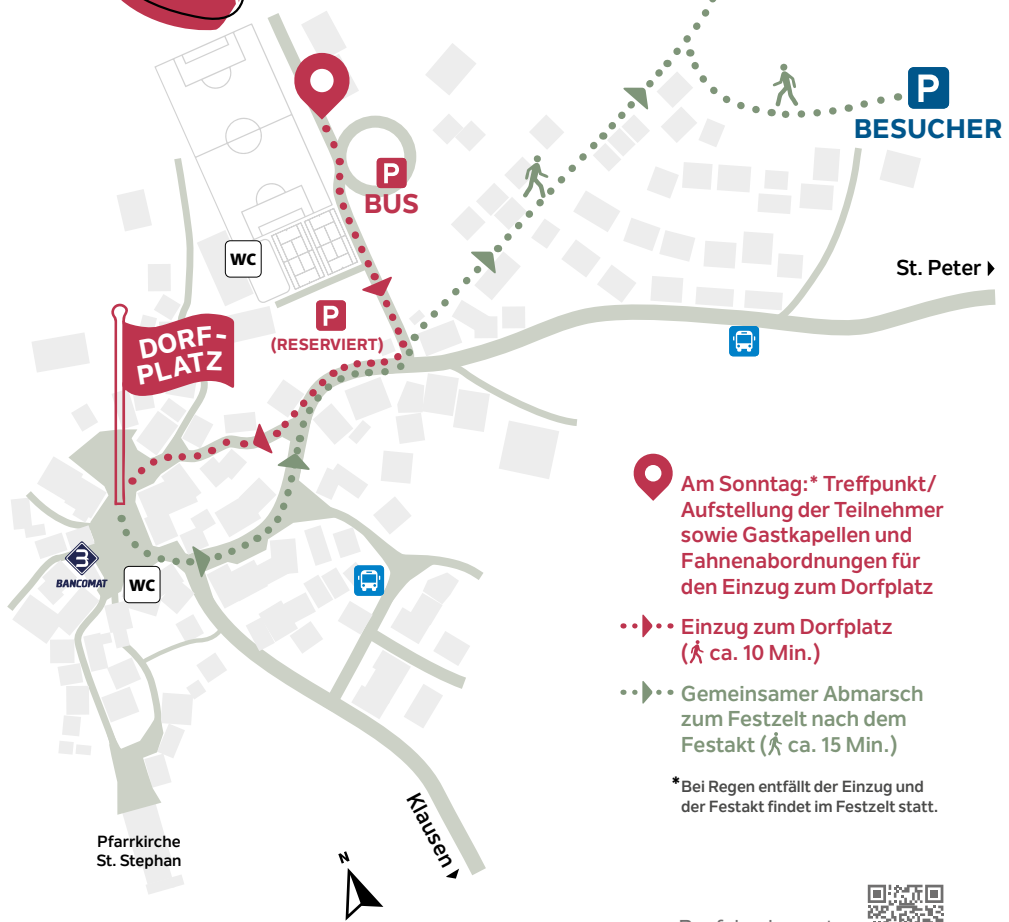 P
BESUCHER
P
BUS
WC
St. Peter
P
(RESERVIERT)
DORF-
PLATZ
Am Sonntag:* Treffpunkt/
Aufstellung der Teilnehmer
sowie Gastkapellen und
Fahnenabordnungen für
den Einzug zum Dorfplatz
3
BANCOMAT
WC
Einzug zum Dorfplatz
( ca. 10 Min.)
Gemeinsamer Abmarsch
zum Festzelt nach dem
Festakt ( ca. 15 Min.)
*Bei Regen entfällt der Einzug und
der Festakt findet im Festzelt statt.
Klausen
Pfarrkirche
St. Stephan
N